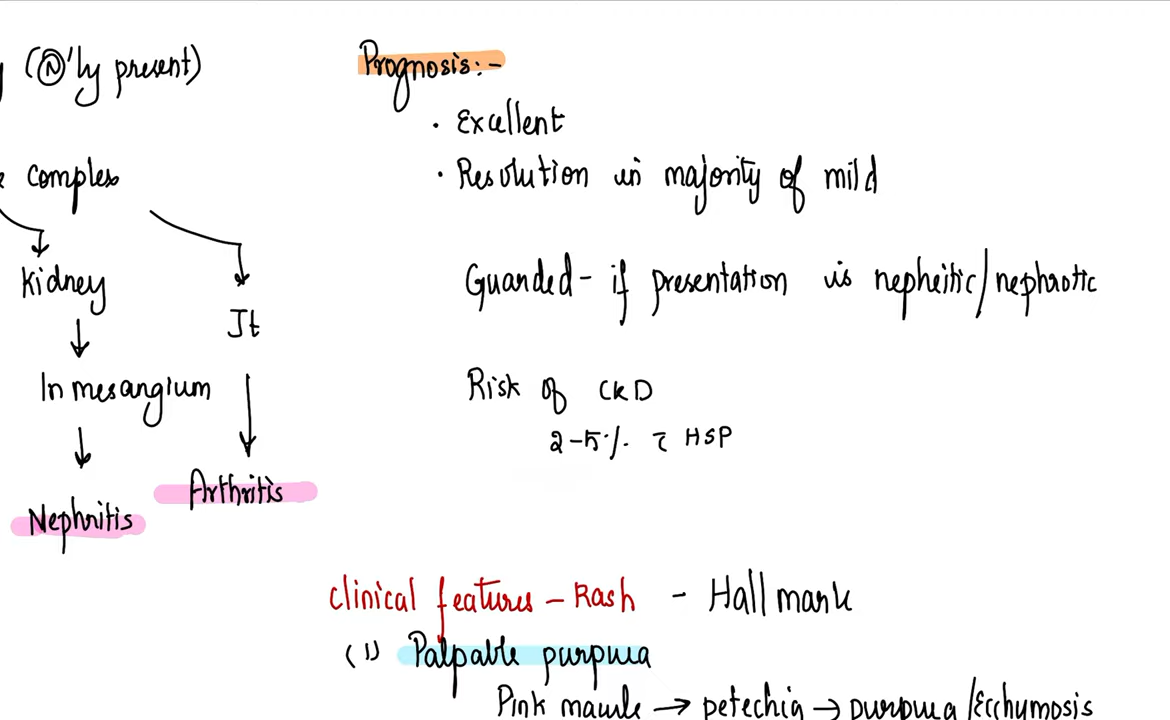 (Ⓝ'ly present)
complex
Kidney
Jt
In mesangium
Nephritis
Arthritis
Prognosis:-
· Excellent
· Resolution in majority of mild
Guarded - if presentation is nephritic/nephrotic
Risk of CKD
2-5% c̄ HSP
Clinical features - Rash - Hallmark
(1) Palpable purpura
Pink macule → petechia → purpura/Ecchymosis